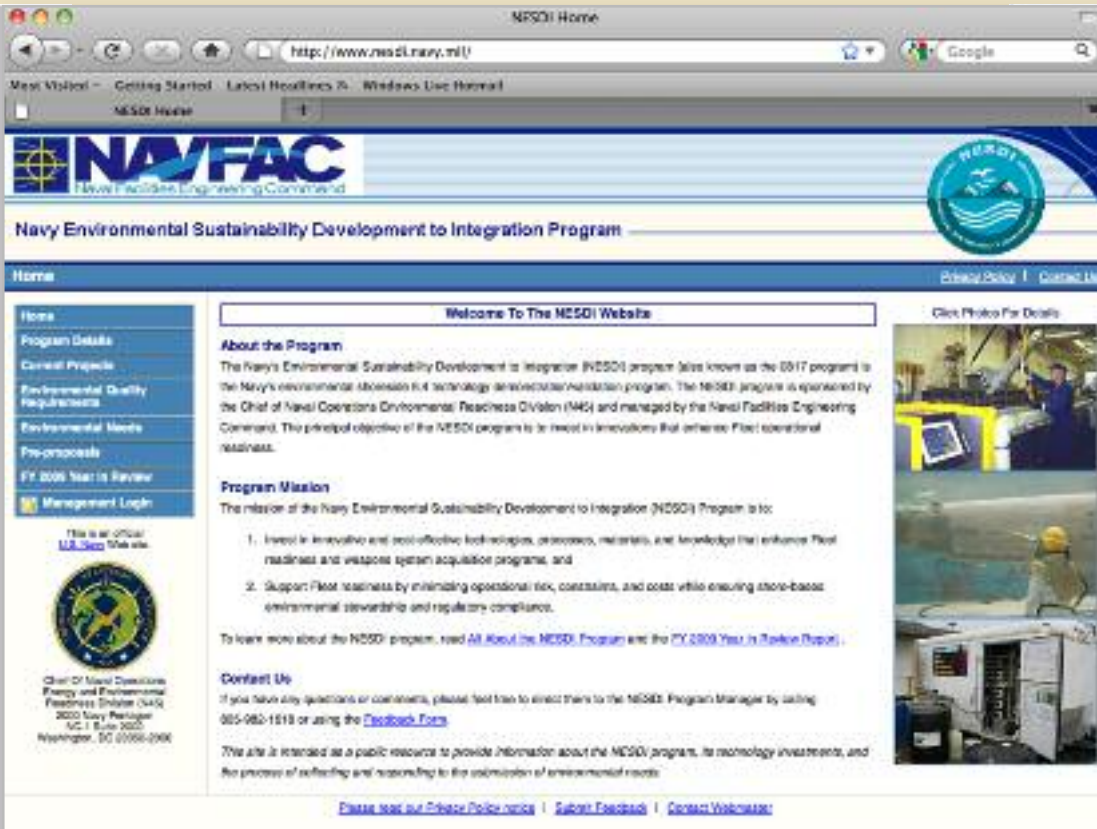 NESDI Home
http://www.nesdi.navy.mil/
Google
Most Visited
Getting Started
Latest Headlines
Windows Live Hotmail
NESDI Home
NAVFAC
Naval Facilities Engineering Command
NESDI
Navy Environmental Sustainability Development to Integration Program
Home
Privacy Policy | Contact Us
Home
Program Details
Current Projects
Environmental Quality
Requirements
Environmental Needs
Pre-proposals
FY 2009 Year in Review
Management Login
This is an official
U.S. Navy Web site.
Chief Of Naval Operations
Energy and Environmental
Readiness Division (N45)
2000 Navy Pentagon
Washington, DC 20350-2000
Welcome To The NESDI Website
About the Program
The Navy's Environmental Sustainability Development to Integration (NESDI) program (also known as the 0817 program) is
the Navy's environmental shoreside 6.4 technology demonstration/validation program. The NESDI program is sponsored by
the Chief of Naval Operations Environmental Readiness Division (N45) and managed by the Naval Facilities Engineering
Command. The principal objective of the NESDI program is to invest in innovations that enhance Fleet operational
readiness.
Program Mission
The mission of the Navy Environmental Sustainability Development to Integration (NESDI) Program is to:
1. Invest in innovative and cost-effective technologies, processes, materials, and knowledge that enhance Fleet
readiness and weapons system acquisition programs, and
2. Support Fleet readiness by minimizing operational risk, constraints, and costs while ensuring shore-based
environmental stewardship and regulatory compliance.
To learn more about the NESDI program, read All About the NESDI Program and the FY 2009 Year in Review Report.
Contact Us
If you have any questions or comments, please feel free to direct them to the NESDI Program Manager by calling
or using the Feedback Form.
This site is intended as a public resource to provide information about the NESDI program, its technology investments, and
the process of collecting and responding to the submission of environmental needs.
Click Photos For Details
Please read our Privacy Policy notice | Submit Feedback | Contact Webmaster